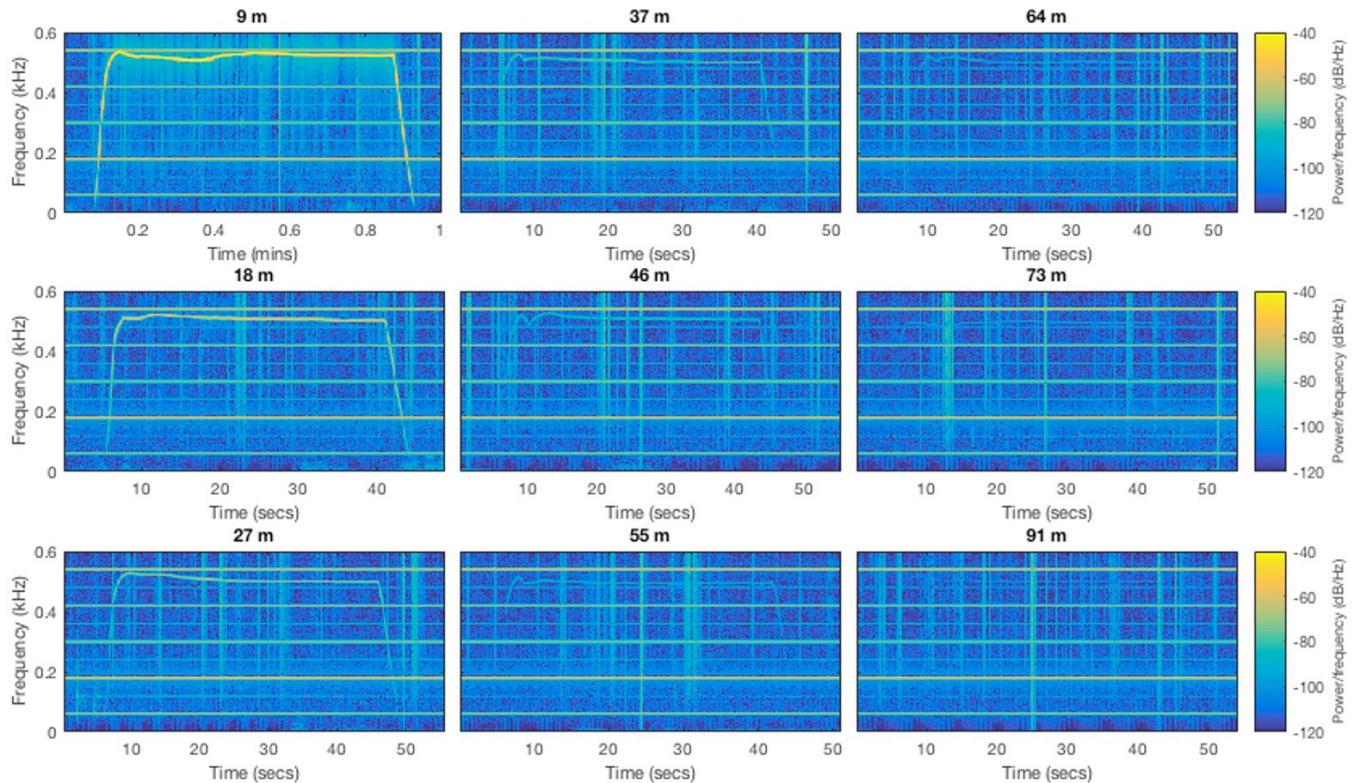 9 m 37 m 64 m
0.6 -40
0.4 -60
-80
0.2 -100
0 -120
Frequency (kHz) Power/frequency (dB/Hz)
0.2 0.4 0.6 0.8 1 10 20 30 40 50 10 20 30 40 50
Time (mins) Time (secs) Time (secs)
18 m 46 m 73 m
0.6 -40
0.4 -60
-80
0.2 -100
0 -120
Frequency (kHz) Power/frequency (dB/Hz)
10 20 30 40 10 20 30 40 50 10 20 30 40 50
Time (secs) Time (secs) Time (secs)
27 m 55 m 91 m
0.6 -40
0.4 -60
-80
0.2 -100
0 -120
Frequency (kHz) Power/frequency (dB/Hz)
10 20 30 40 50 10 20 30 40 50 10 20 30 40 50
Time (secs) Time (secs) Time (secs)